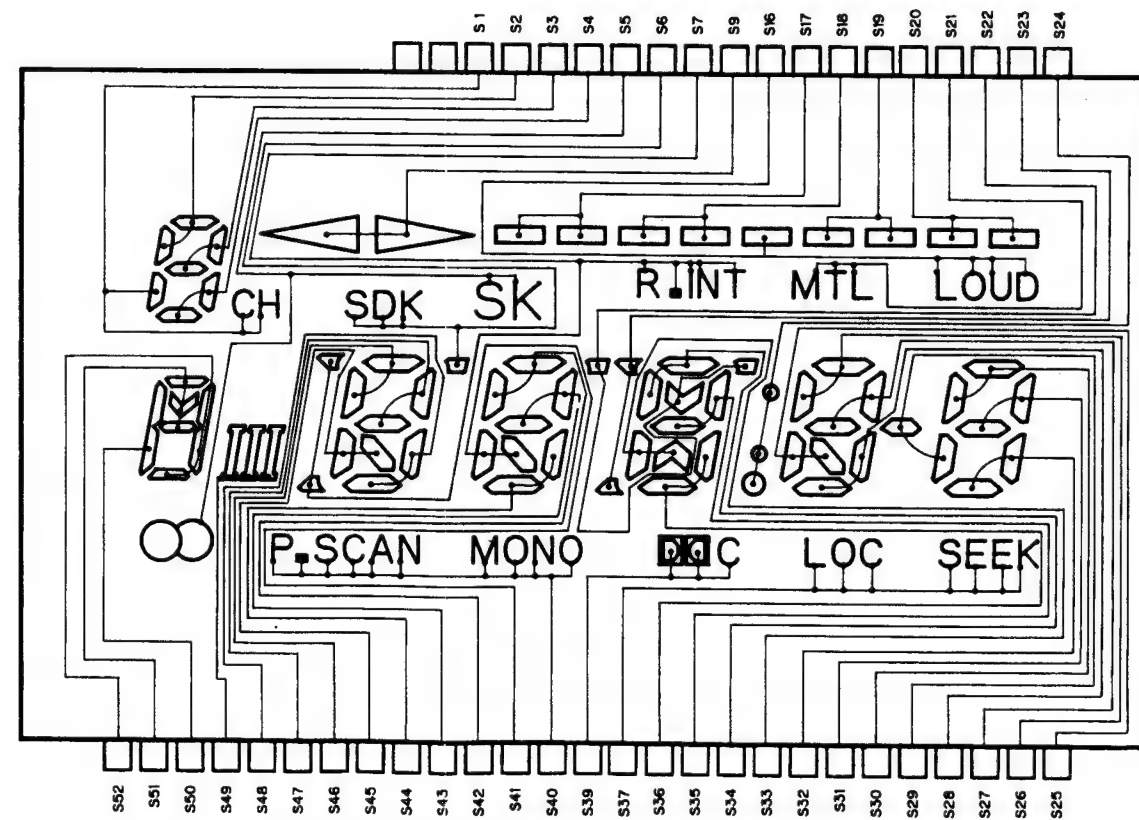 S1 S2 S3 S4 S5 S6 S7 S9 S16 S17 S18 S19 S20 S21 S22 S23 S24
R.INT MTL LOUD
CH SDK SK
P.SCAN MONO C LOC SEEK
S52 S51 S50 S49 S48 S47 S46 S45 S44 S43 S42 S41 S40 S39 S37 S36 S35 S34 S33 S32 S31 S30 S29 S28 S27 S26 S25